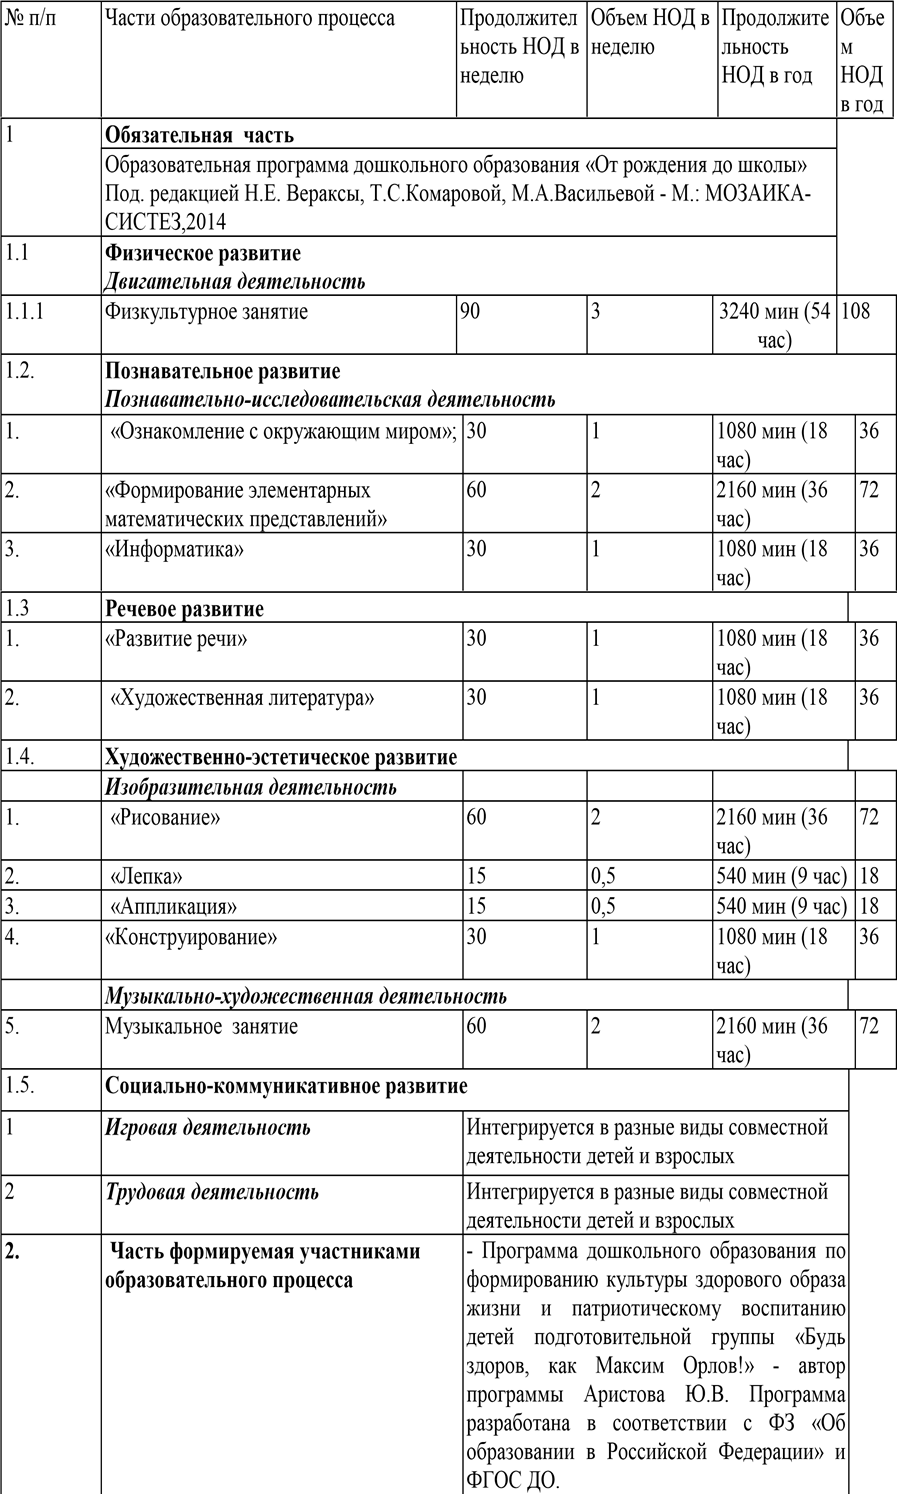 № п/п Части образовательного процесса Продолжител Объем НОД в Продолжите Объе
ьность НОД в неделю льность м
неделю НОД в год НОД
в год
1 Обязательная часть
Образовательная программа дошкольного образования «От рождения до школы»
Под. редакцией Н.Е. Вераксы, Т.С.Комаровой, М.А.Васильевой - М.: МОЗАИКА-
СИСТЕЗ,2014
1.1 Физическое развитие
Двигательная деятельность
1.1.1 Физкультурное занятие 90 3 3240 мин (54 108
час)
1.2. Познавательное развитие
Познавательно-исследовательская деятельность
1. «Ознакомление с окружающим миром»; 30 1 1080 мин (18 36
час)
2. «Формирование элементарных 60 2 2160 мин (36 72
математических представлений» час)
3. «Информатика» 30 1 1080 мин (18 36
час)
1.3 Речевое развитие
1. «Развитие речи» 30 1 1080 мин (18 36
час)
2. «Художественная литература» 30 1 1080 мин (18 36
час)
1.4. Художественно-эстетическое развитие
Изобразительная деятельность
1. «Рисование» 60 2 2160 мин (36 72
час)
2. «Лепка» 15 0,5 540 мин (9 час) 18
3. «Аппликация» 15 0,5 540 мин (9 час) 18
4. «Конструирование» 30 1 1080 мин (18 36
час)
Музыкально-художественная деятельность
5. Музыкальное занятие 60 2 2160 мин (36 72
час)
1.5. Социально-коммуникативное развитие
1 Игровая деятельность Интегрируется в разные виды совместной
деятельности детей и взрослых
2 Трудовая деятельность Интегрируется в разные виды совместной
деятельности детей и взрослых
2. Часть формируемая участниками - Программа дошкольного образования по
образовательного процесса формированию культуры здорового образа
жизни и патриотическому воспитанию
детей подготовительной группы «Будь
здоров, как Максим Орлов!» - автор
программы Аристова Ю.В. Программа
разработана в соответствии с ФЗ «Об
образовании в Российской Федерации» и
ФГОС ДО.